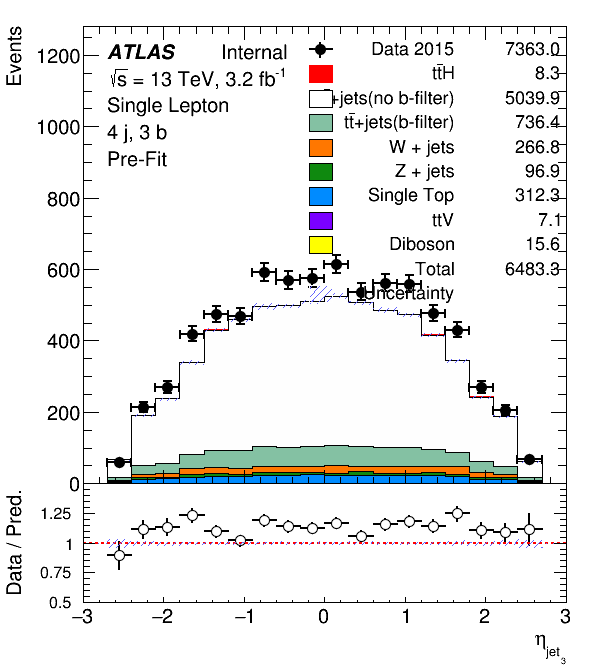 Events
ATLAS Internal
√s = 13 TeV, 3.2 fb⁻¹
Single Lepton
4 j, 3 b
Pre-Fit
Data 2015 7363.0
tt̄H 8.3
+jets(no b-filter) 5039.9
tt̄+jets(b-filter) 736.4
W + jets 266.8
Z + jets 96.9
Single Top 312.3
ttV 7.1
Diboson 15.6
Total 6483.3
Uncertainty
1200
1000
800
600
400
200
0
Data / Pred.
1.25
1
0.75
0.5
−3 −2 −1 0 1 2 3
η_jet_3